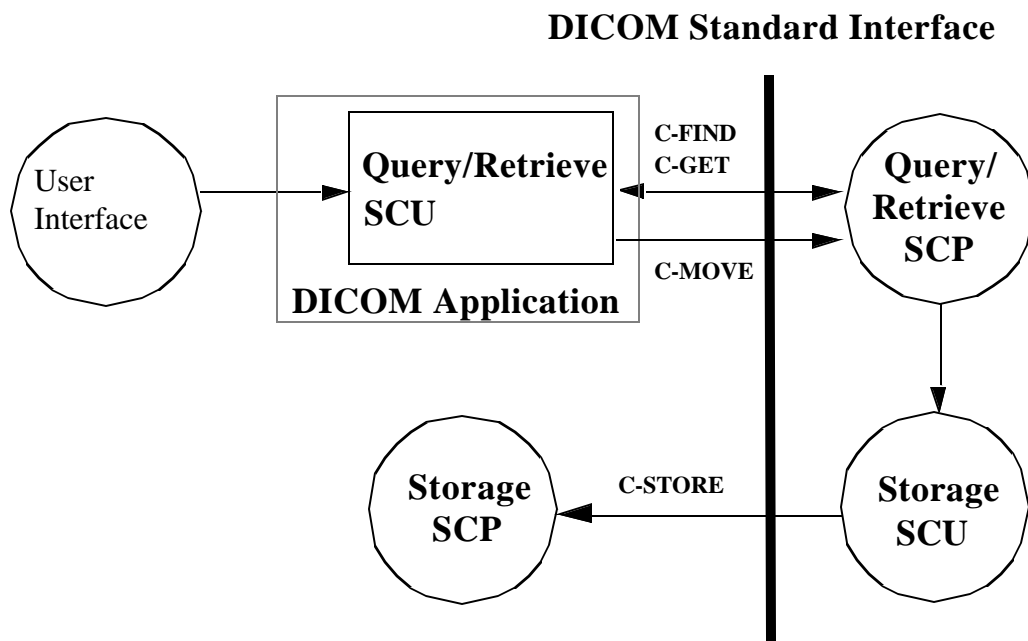 DICOM Standard Interface
User
Interface
Query/Retrieve
SCU
DICOM Application
C-FIND
C-GET
C-MOVE
Query/
Retrieve
SCP
Storage
SCP
C-STORE
Storage
SCU